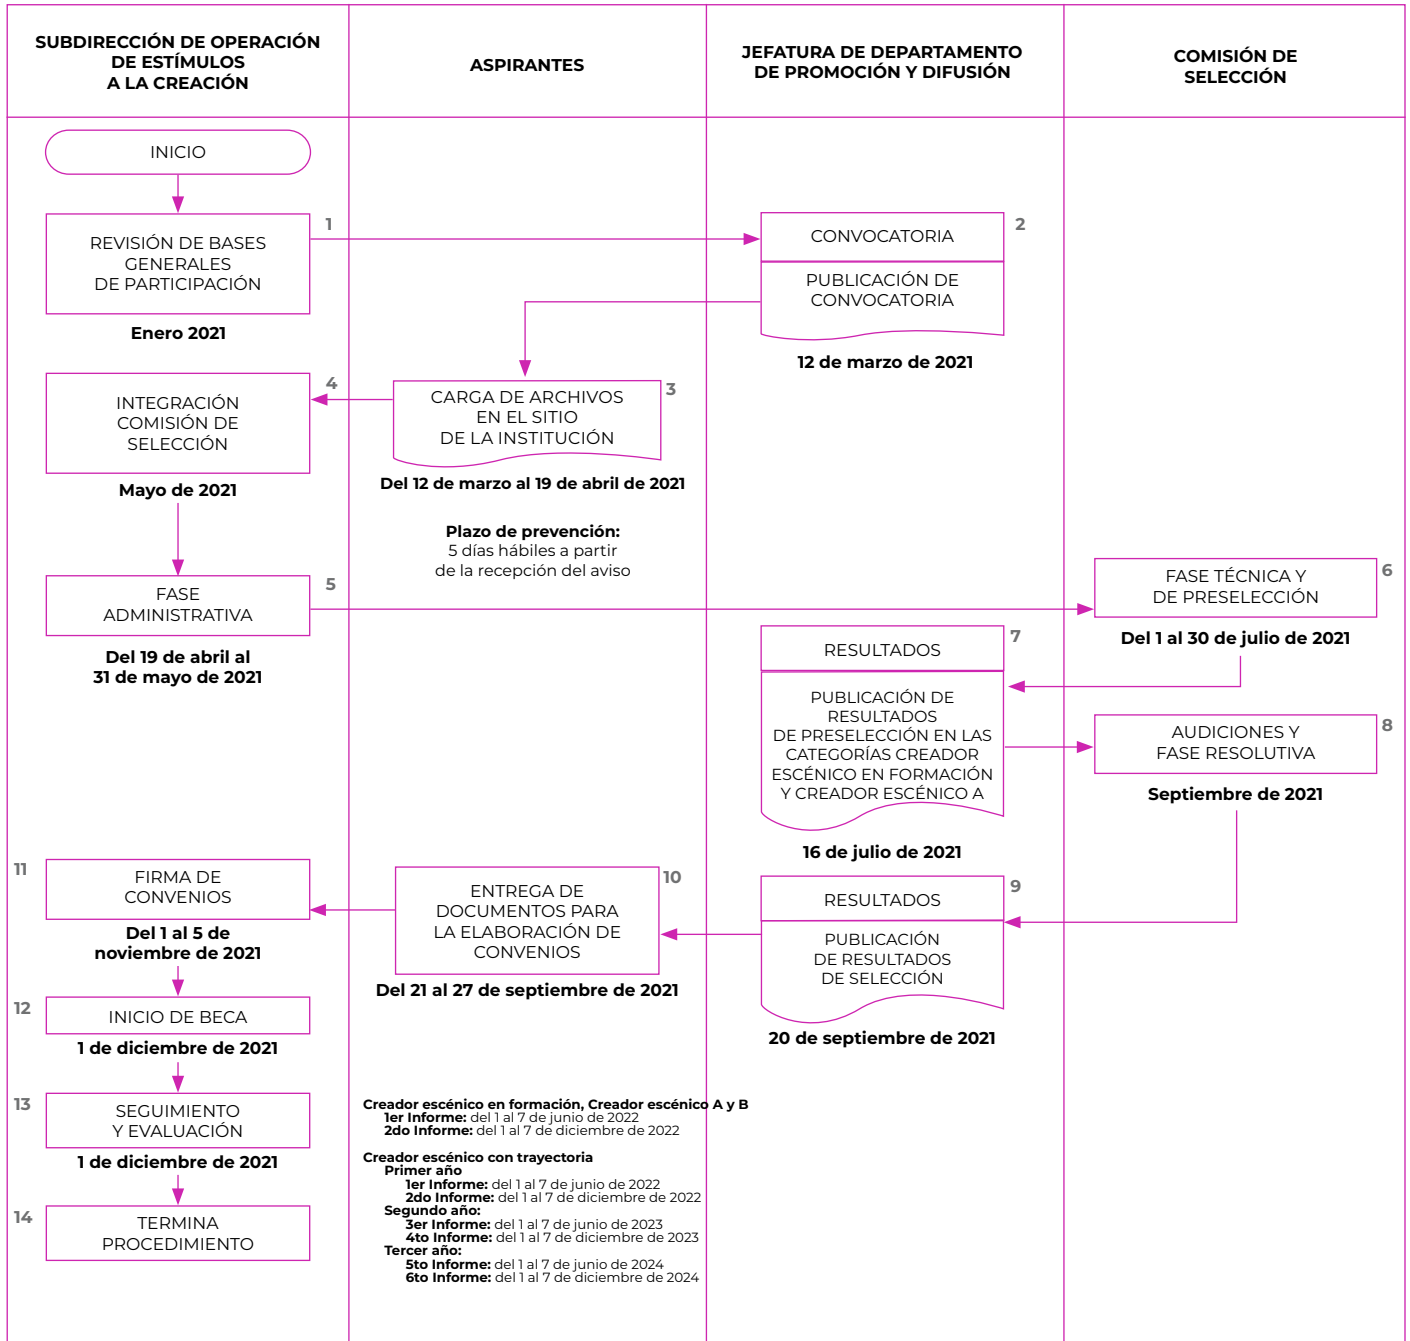 SUBDIRECCIÓN DE OPERACIÓN
DE ESTÍMULOS
A LA CREACIÓN
ASPIRANTES
JEFATURA DE DEPARTAMENTO
DE PROMOCIÓN Y DIFUSIÓN
COMISIÓN DE
SELECCIÓN
INICIO
1
REVISIÓN DE BASES
GENERALES
DE PARTICIPACIÓN
Enero 2021
2
CONVOCATORIA
PUBLICACIÓN DE
CONVOCATORIA
12 de marzo de 2021
3
CARGA DE ARCHIVOS
EN EL SITIO
DE LA INSTITUCIÓN
Del 12 de marzo al 19 de abril de 2021
Plazo de prevención:
5 días hábiles a partir
de la recepción del aviso
4
INTEGRACIÓN
COMISIÓN DE
SELECCIÓN
Mayo de 2021
5
FASE
ADMINISTRATIVA
Del 19 de abril al
31 de mayo de 2021
6
FASE TÉCNICA Y
DE PRESELECCIÓN
Del 1 al 30 de julio de 2021
7
RESULTADOS
PUBLICACIÓN DE
RESULTADOS
DE PRESELECCIÓN EN LAS
CATEGORÍAS CREADOR
ESCÉNICO EN FORMACIÓN
Y CREADOR ESCÉNICO A
16 de julio de 2021
8
AUDICIONES Y
FASE RESOLUTIVA
Septiembre de 2021
9
RESULTADOS
PUBLICACIÓN
DE RESULTADOS
DE SELECCIÓN
20 de septiembre de 2021
10
ENTREGA DE
DOCUMENTOS PARA
LA ELABORACIÓN DE
CONVENIOS
Del 21 al 27 de septiembre de 2021
11
FIRMA DE
CONVENIOS
Del 1 al 5 de
noviembre de 2021
12
INICIO DE BECA
1 de diciembre de 2021
13
SEGUIMIENTO
Y EVALUACIÓN
1 de diciembre de 2021
14
TERMINA
PROCEDIMIENTO
Creador escénico en formación, Creador escénico A y B
1er Informe: del 1 al 7 de junio de 2022
2do Informe: del 1 al 7 de diciembre de 2022
Creador escénico con trayectoria
Primer año
1er Informe: del 1 al 7 de junio de 2022
2do Informe: del 1 al 7 de diciembre de 2022
Segundo año:
3er Informe: del 1 al 7 de junio de 2023
4to Informe: del 1 al 7 de diciembre de 2023
Tercer año:
5to Informe: del 1 al 7 de junio de 2024
6to Informe: del 1 al 7 de diciembre de 2024